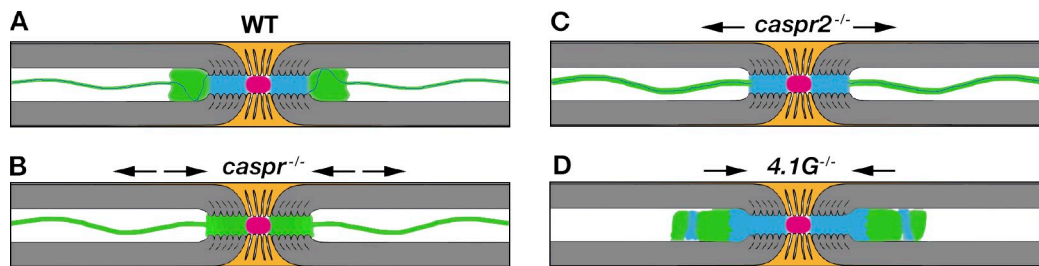 A
WT
B
caspr-/-
C
caspr2-/-
D
4.1G-/-